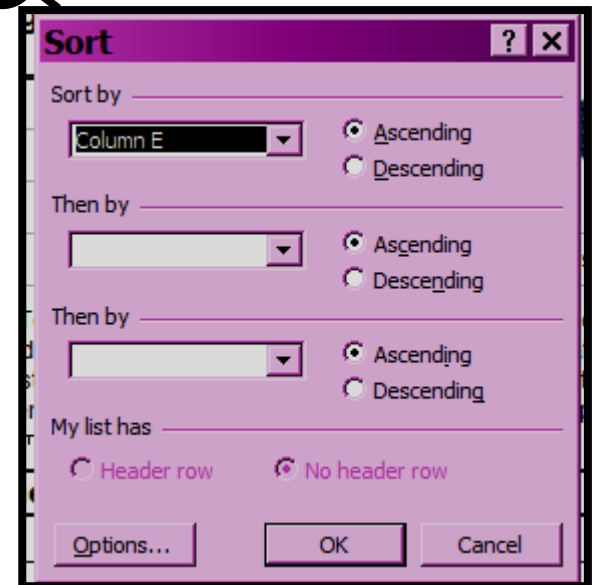 Sort
?
Sort by
Column E
Ascending
Descending
Then by
Ascending
Descending
Then by
Ascending
Descending
My list has
Header row No header row
Options... OK Cancel